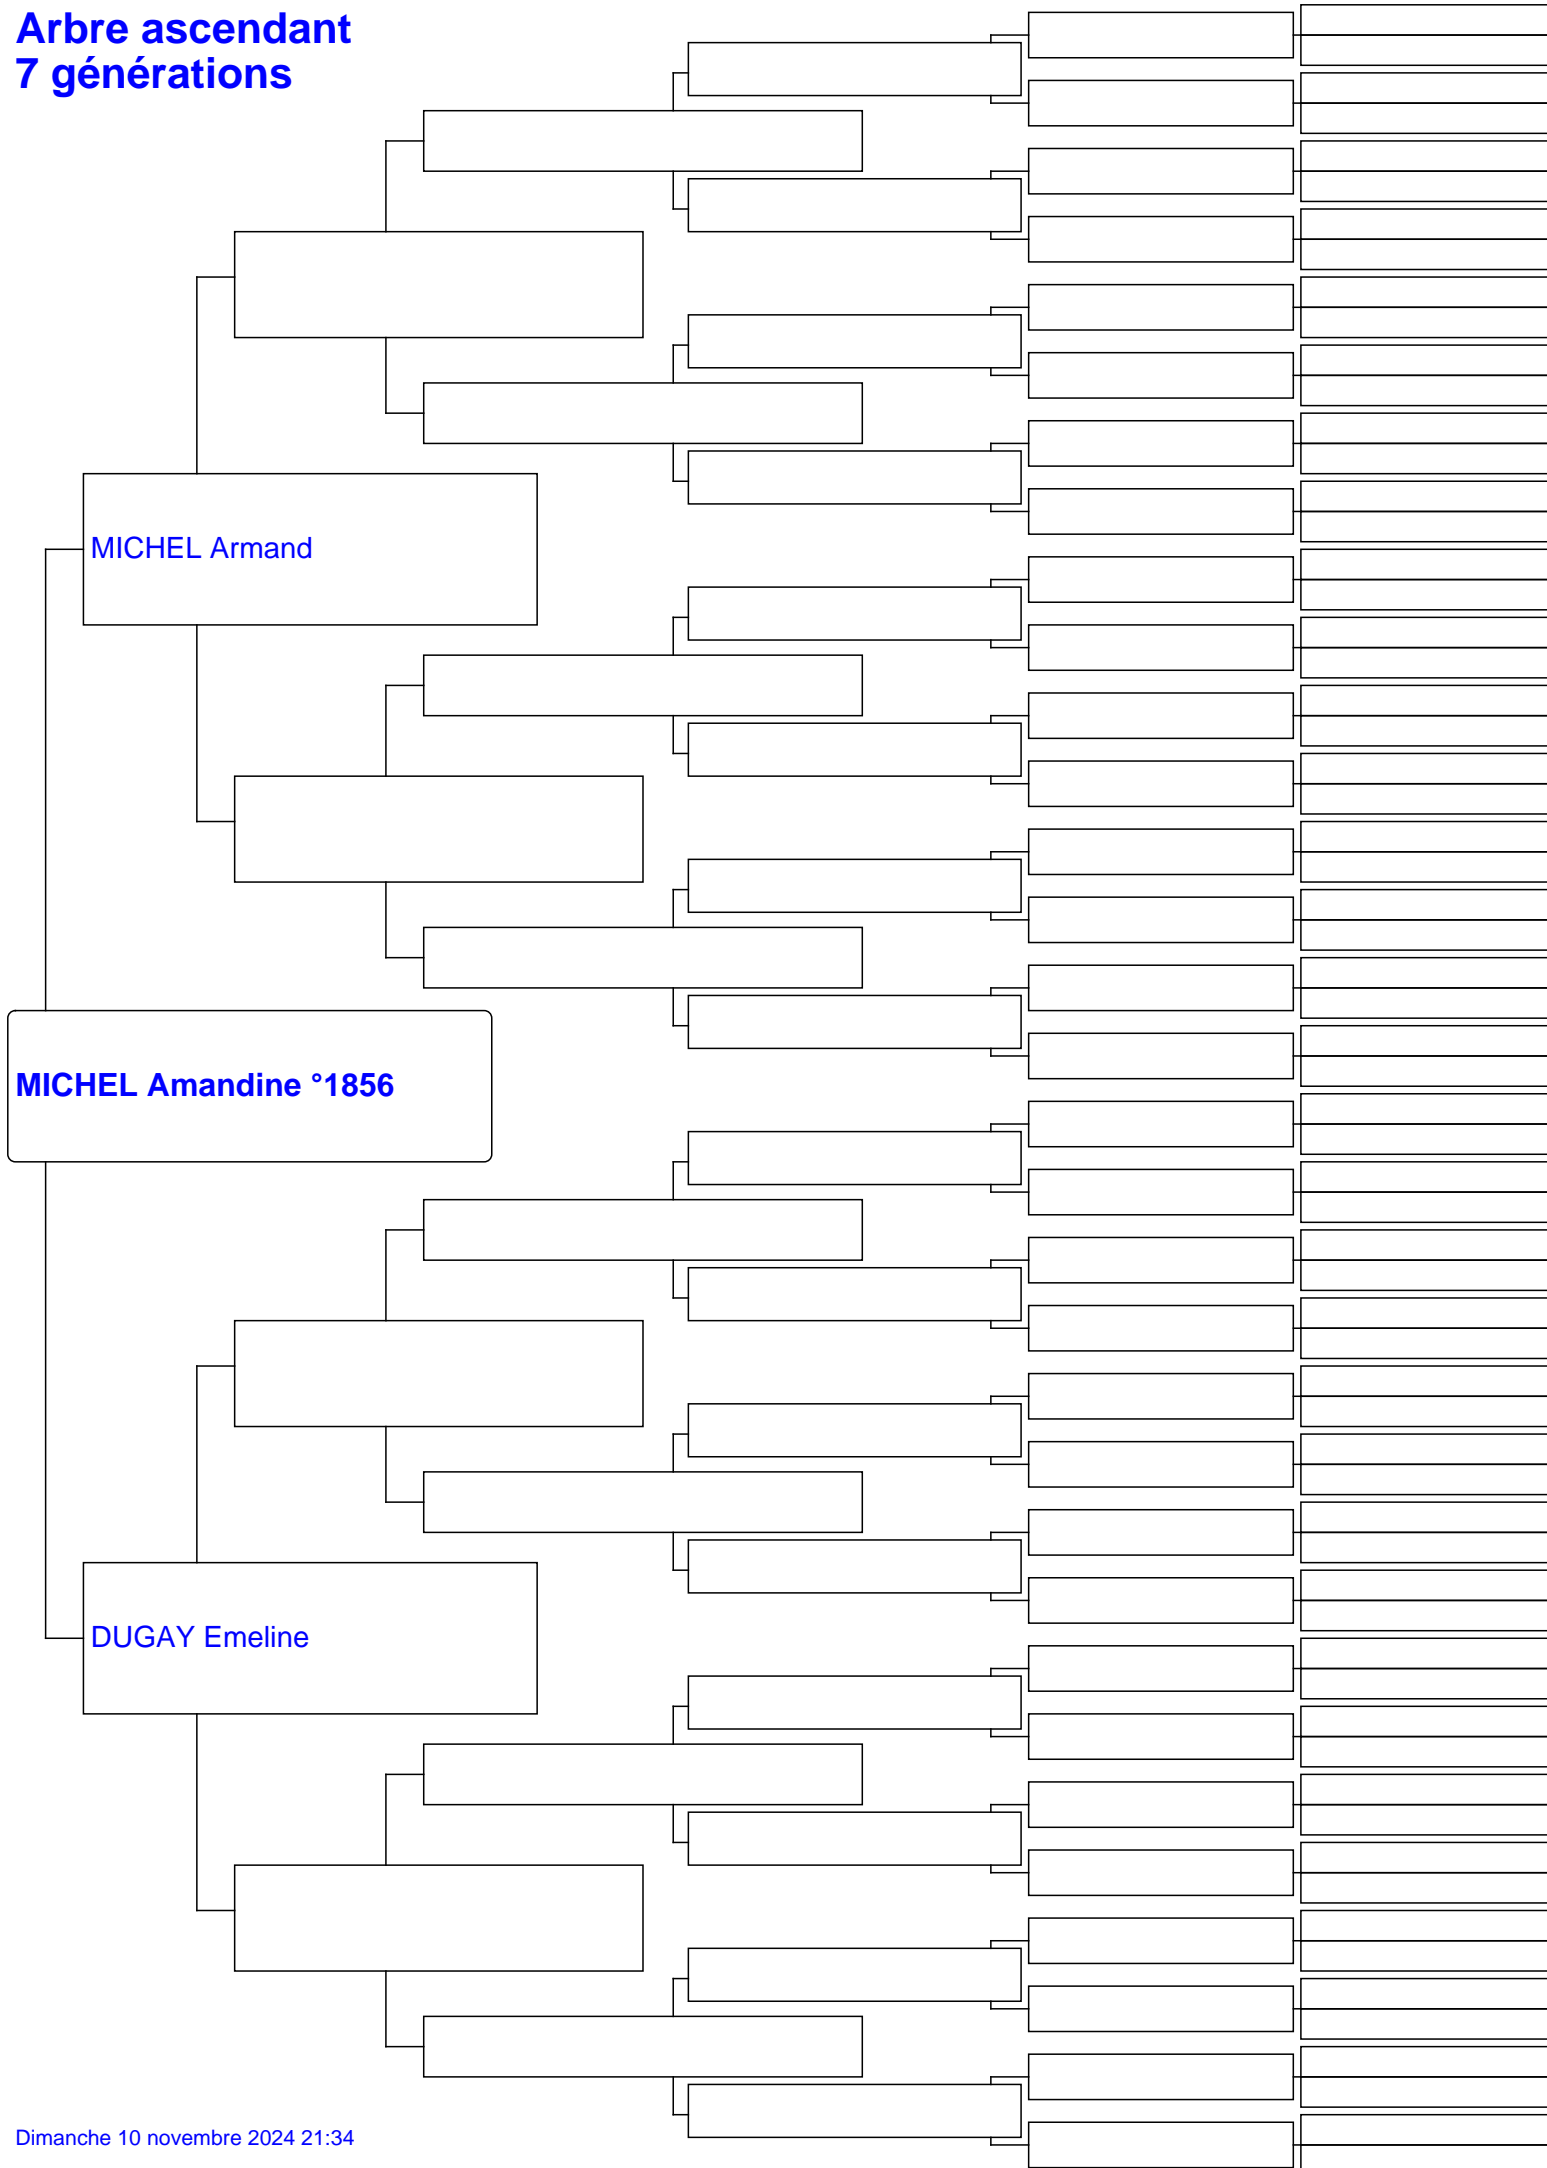 Arbre ascendant
7 générations
MICHEL Armand
MICHEL Amandine °1856
DUGAY Emeline
Dimanche 10 novembre 2024 21:34